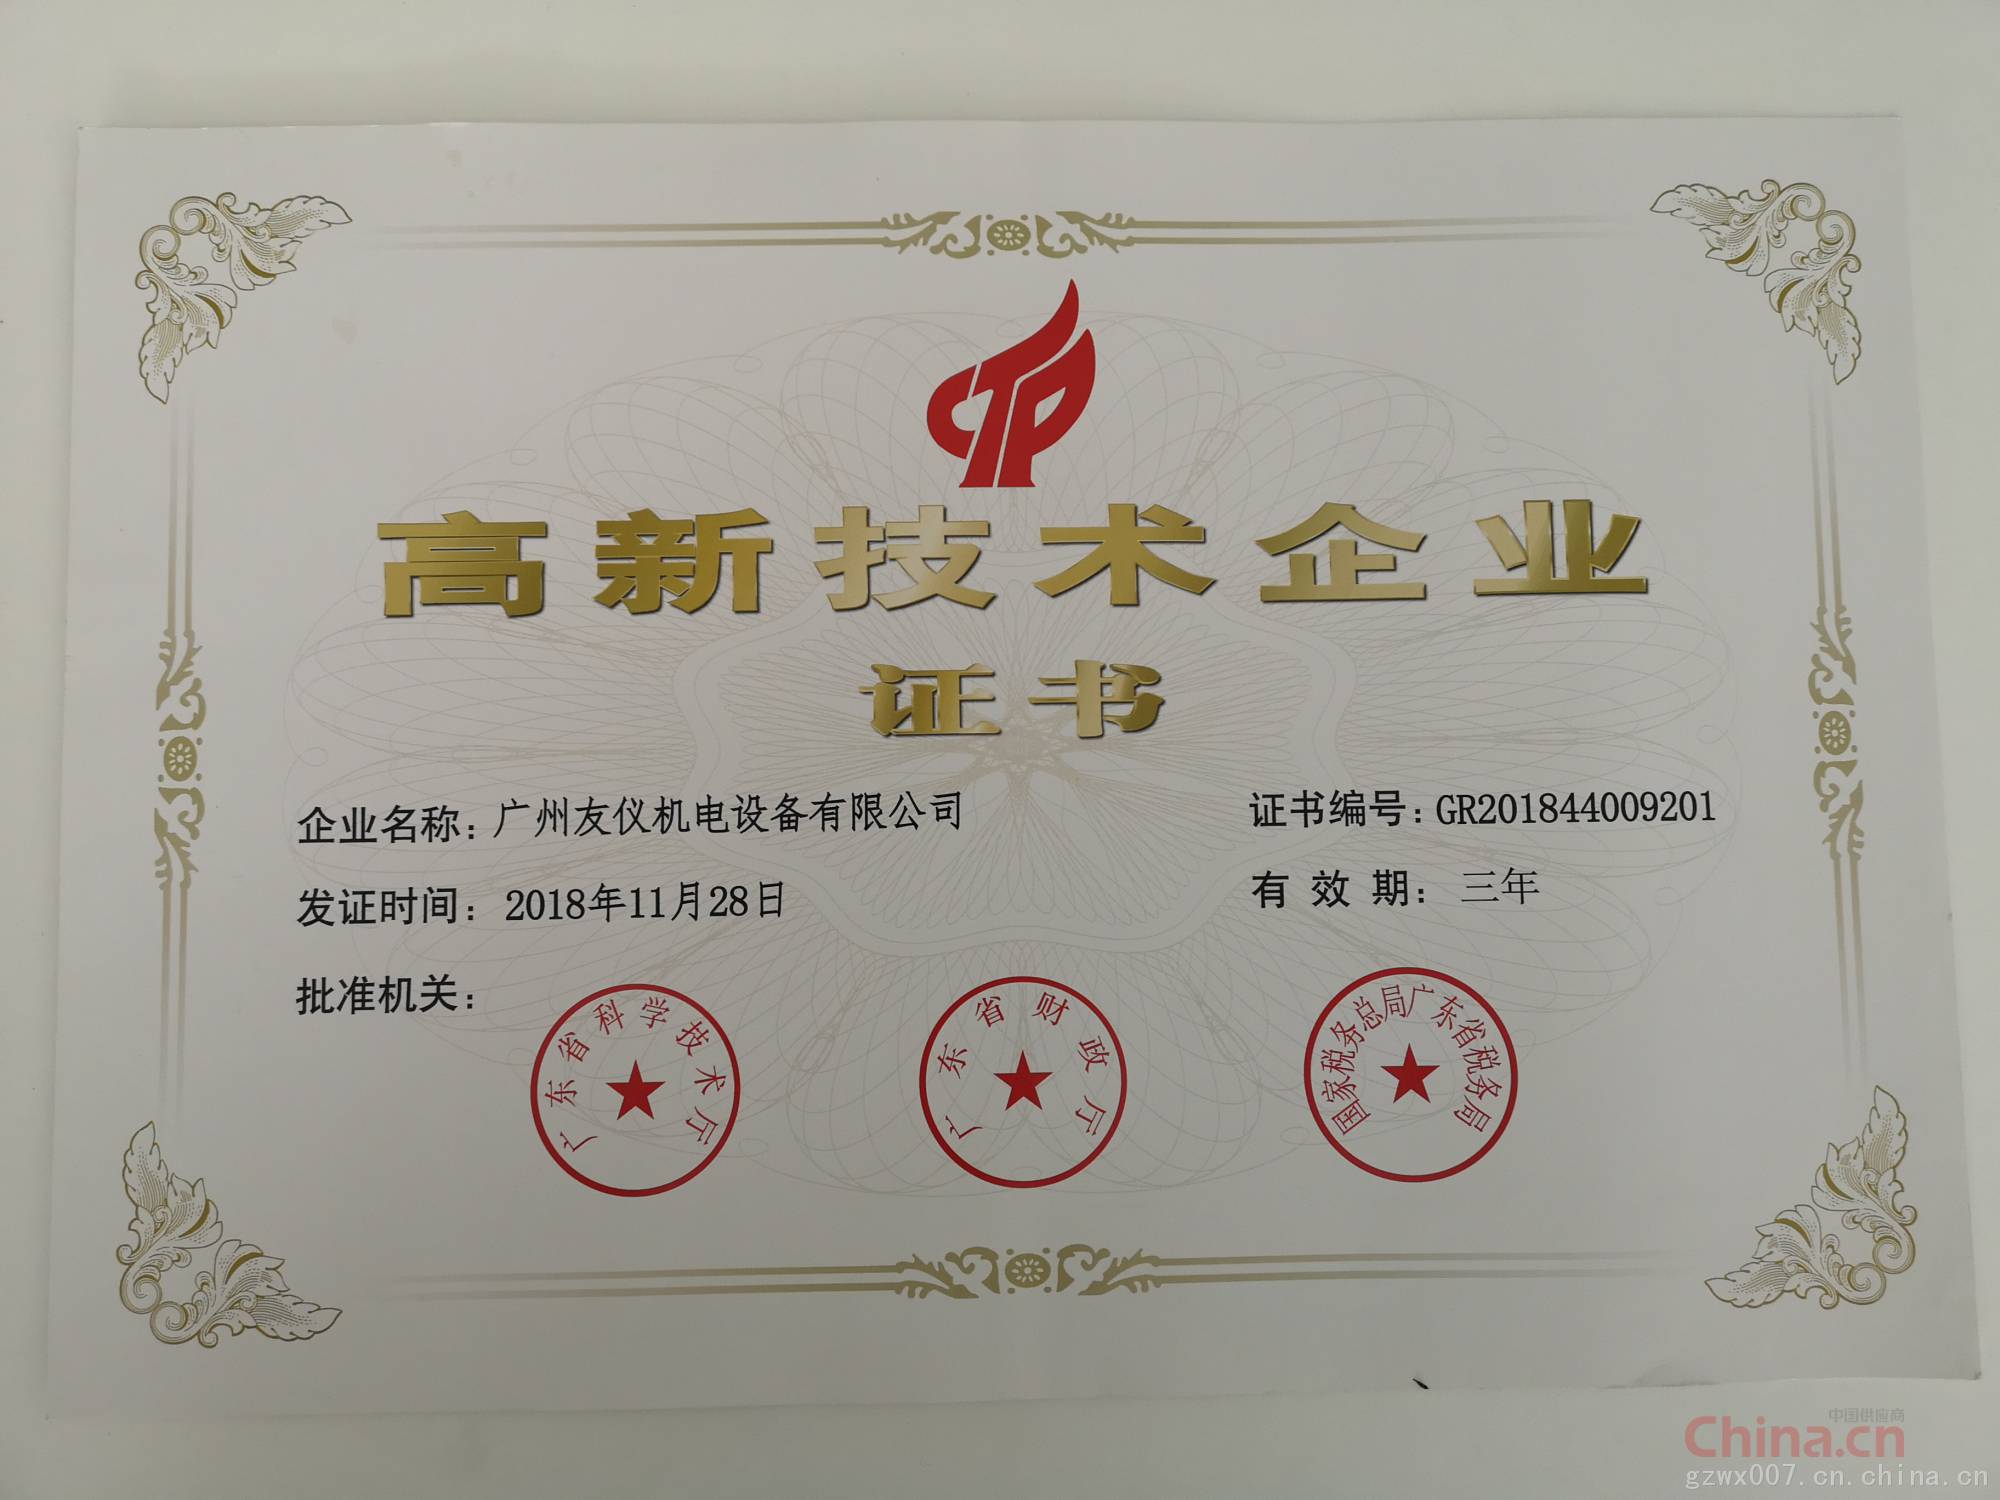 CTP
高新技术企业
证书
企业名称：广州友仪机电设备有限公司
证书编号：GR201844009201
发证时间：2018年11月28日
有效期：三年
批准机关：
广东省科学技术厅
广东省财政厅
国家税务总局广东省税务局
中国供应商
China.cn
gzwx007.cn.china.cn